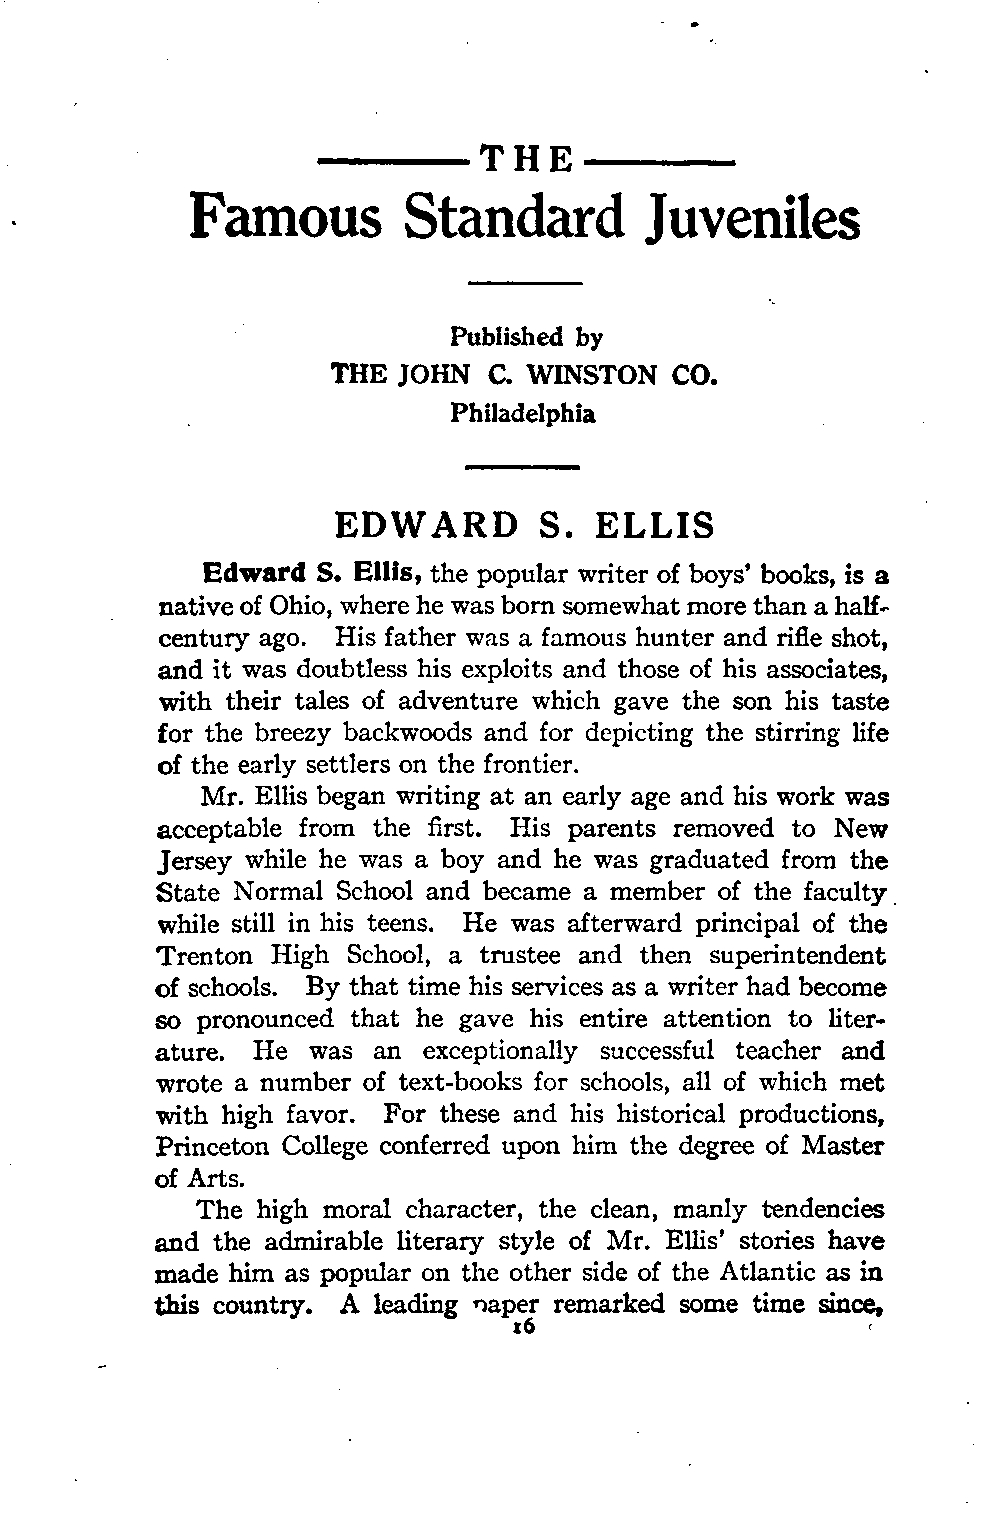 THE
Famous Standard Juveniles
Published by
THE JOHN C. WINSTON CO.
Philadelphia
EDWARD S. ELLIS
Edward S. Ellis, the popular writer of boys' books, is a
native of Ohio, where he was born somewhat more than a half-
century ago. His father was a famous hunter and rifle shot,
and it was doubtless his exploits and those of his associates,
with their tales of adventure which gave the son his taste
for the breezy backwoods and for depicting the stirring life
of the early settlers on the frontier.
Mr. Ellis began writing at an early age and his work was
acceptable from the first. His parents removed to New
Jersey while he was a boy and he was graduated from the
State Normal School and became a member of the faculty
while still in his teens. He was afterward principal of the
Trenton High School, a trustee and then superintendent
of schools. By that time his services as a writer had become
so pronounced that he gave his entire attention to liter-
ature. He was an exceptionally successful teacher and
wrote a number of text-books for schools, all of which met
with high favor. For these and his historical productions,
Princeton College conferred upon him the degree of Master
of Arts.
The high moral character, the clean, manly tendencies
and the admirable literary style of Mr. Ellis' stories have
made him as popular on the other side of the Atlantic as in
this country. A leading paper remarked some time since,
16